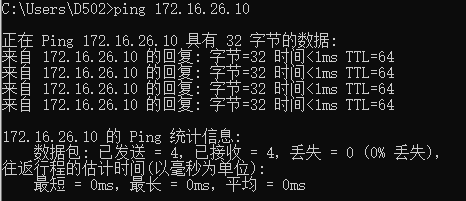 C:\Users\D502>ping 172.16.26.10
正在 Ping 172.16.26.10 具有 32 字节的数据:
来自 172.16.26.10 的回复: 字节=32 时间<1ms TTL=64
来自 172.16.26.10 的回复: 字节=32 时间<1ms TTL=64
来自 172.16.26.10 的回复: 字节=32 时间<1ms TTL=64
来自 172.16.26.10 的回复: 字节=32 时间<1ms TTL=64
172.16.26.10 的 Ping 统计信息:
数据包: 已发送 = 4, 已接收 = 4, 丢失 = 0 (0% 丢失),
往返行程的估计时间(以毫秒为单位):
最短 = 0ms, 最长 = 0ms, 平均 = 0ms